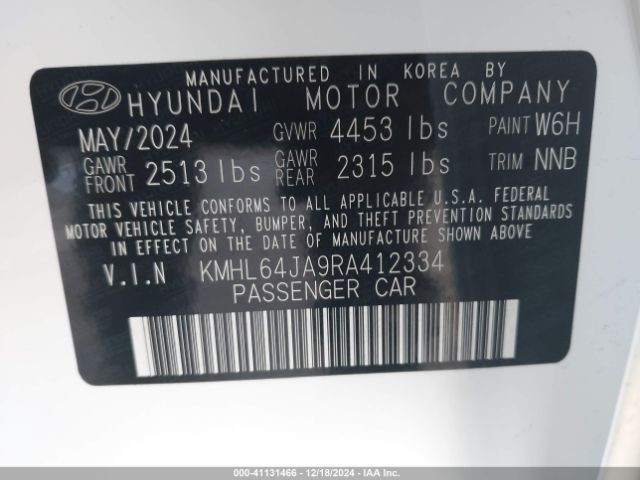 MANUFACTURED IN KOREA BY
HYUNDAI MOTOR COMPANY
MAY/2024 GVWR 4453 lbs PAINT W6H
GAWR FRONT 2513 lbs GAWR REAR 2315 lbs TRIM NNB
THIS VEHICLE CONFORMS TO ALL APPLICABLE U.S.A. FEDERAL
MOTOR VEHICLE SAFETY, BUMPER, AND THEFT PREVENTION STANDARDS
IN EFFECT ON THE DATE OF MANUFACTURE SHOWN ABOVE.
V.I.N KMHL64JA9RA412334
PASSENGER CAR
000-41131466 - 12/18/2024 - IAAI.COM